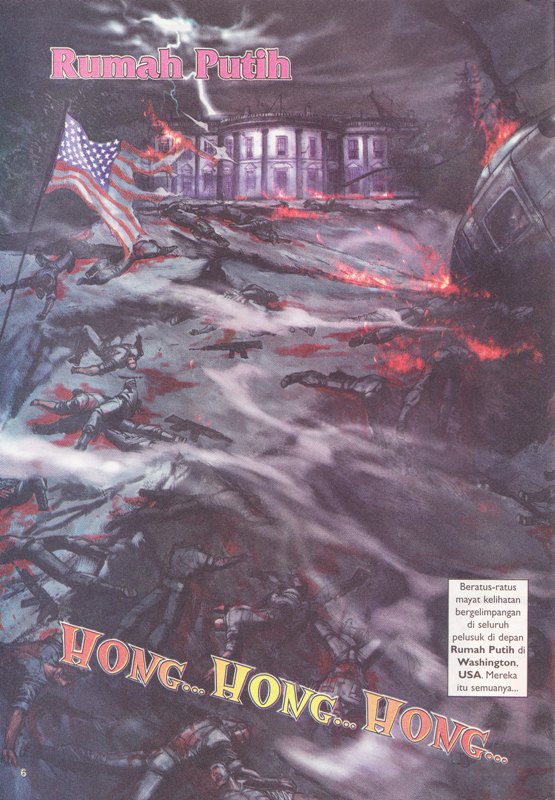 Rumah Putih
Beratus-ratus
mayat kelihatan
bergelimpangan
di seluruh
pelusuk di depan
Rumah Putih di
Washington,
USA. Mereka
itu semuanya...
HONG... HONG... HONG...
6